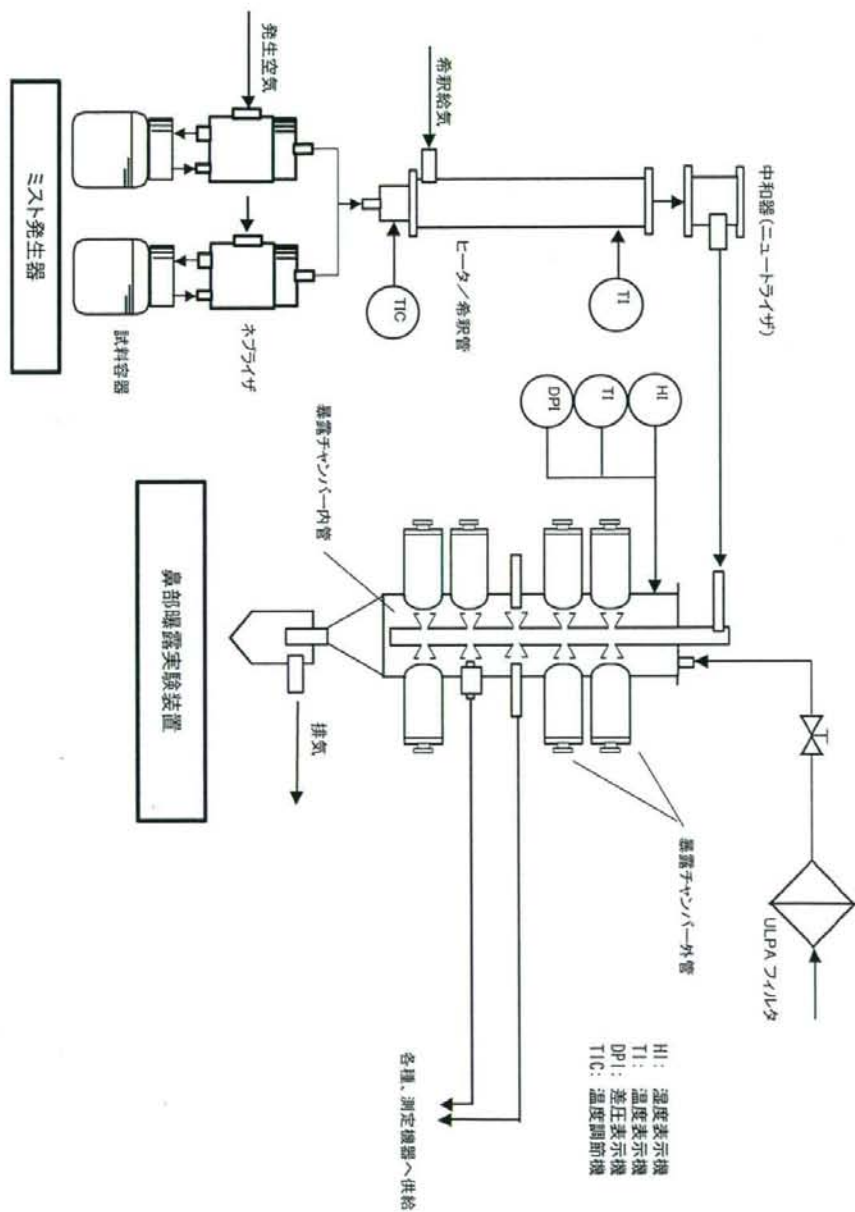 中和器(ニュートライザ)
希釈給気
発生空気
TI
TIC
ヒータ/希釈管
ネブライザ
試料容器
ミスト発生器
ULPA フィルタ
HI
TI
DPI
暴露チャンバー内管
暴露チャンバー外管
排気
鼻部曝露実験装置
各種、測定機器へ供給
HI: 湿度表示機
TI: 温度表示機
DPI: 差圧表示機
TIC: 温度調節機